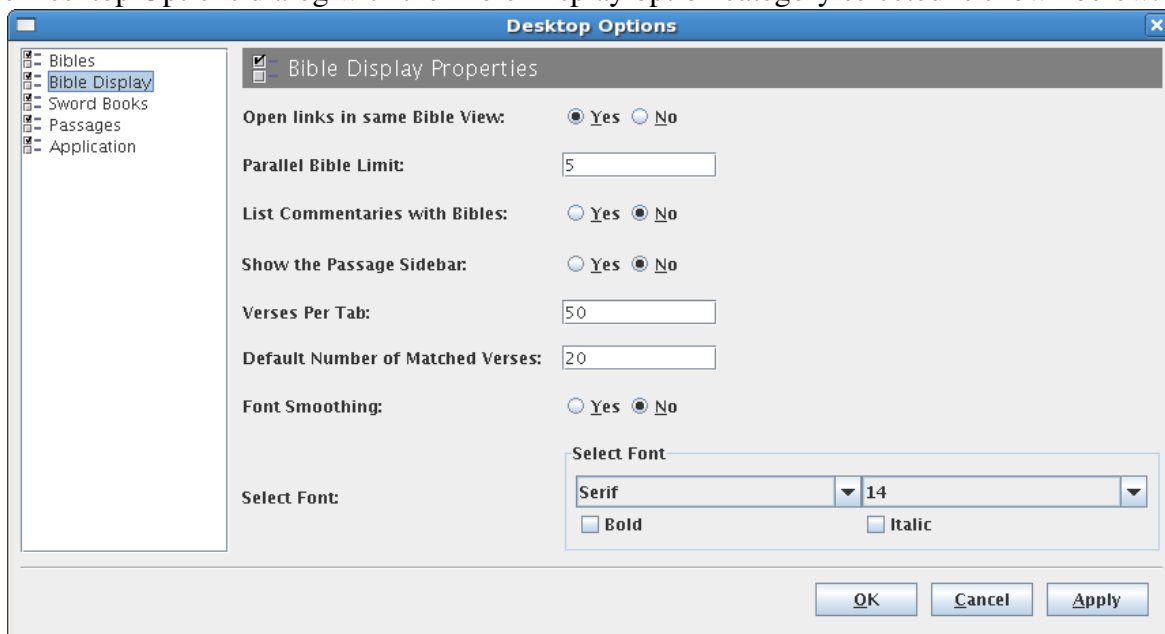 Desktop Options
Bibles
Bible Display
Sword Books
Passages
Application
Bible Display Properties
Open links in same Bible View: Yes No
Parallel Bible Limit: 5
List Commentaries with Bibles: Yes No
Show the Passage Sidebar: Yes No
Verses Per Tab: 50
Default Number of Matched Verses: 20
Font Smoothing: Yes No
Select Font
Select Font: Serif 14
Bold Italic
OK Cancel Apply